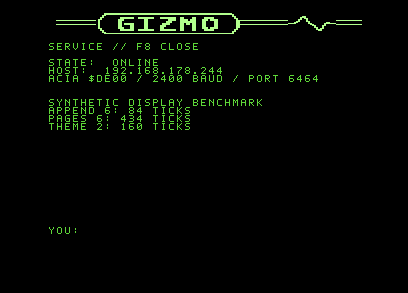 GIZMO
SERVICE // F8 CLOSE
STATE: ONLINE
HOST: 192.168.178.244
ACIA $DE00 / 2400 BAUD / PORT 6464
SYNTHETIC DISPLAY BENCHMARK
APPEND 6: 84 TICKS
PAGES 6: 434 TICKS
THEME 2: 160 TICKS
YOU: